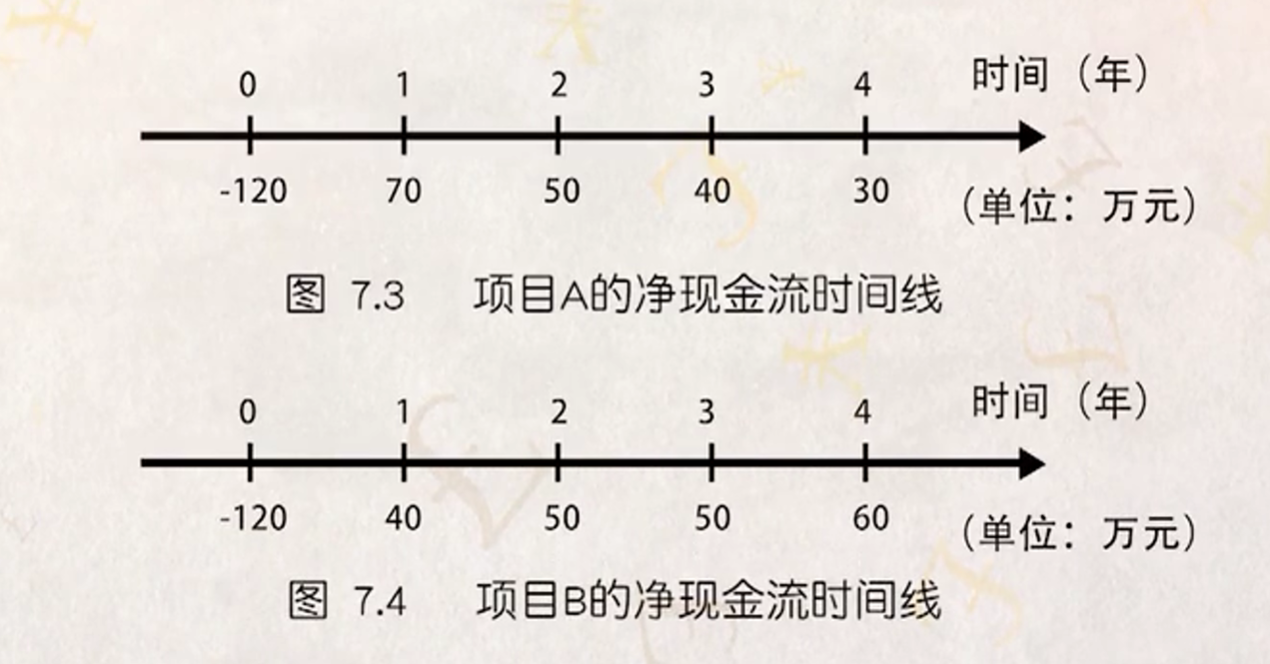 0 1 2 3 4 时间（年）
-120 70 50 40 30 （单位：万元）
图 7.3 项目A的净现金流时间线
0 1 2 3 4 时间（年）
-120 40 50 50 60 （单位：万元）
图 7.4 项目B的净现金流时间线